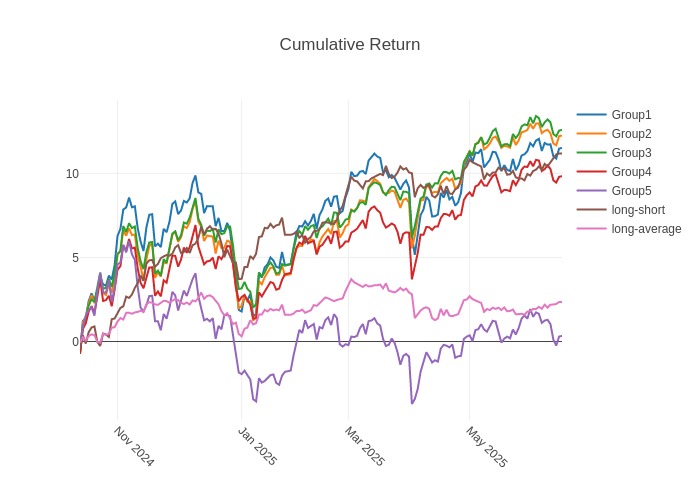 Cumulative Return
10
5
0
Nov 2024
Jan 2025
Mar 2025
May 2025
Group1
Group2
Group3
Group4
Group5
long-short
long-average